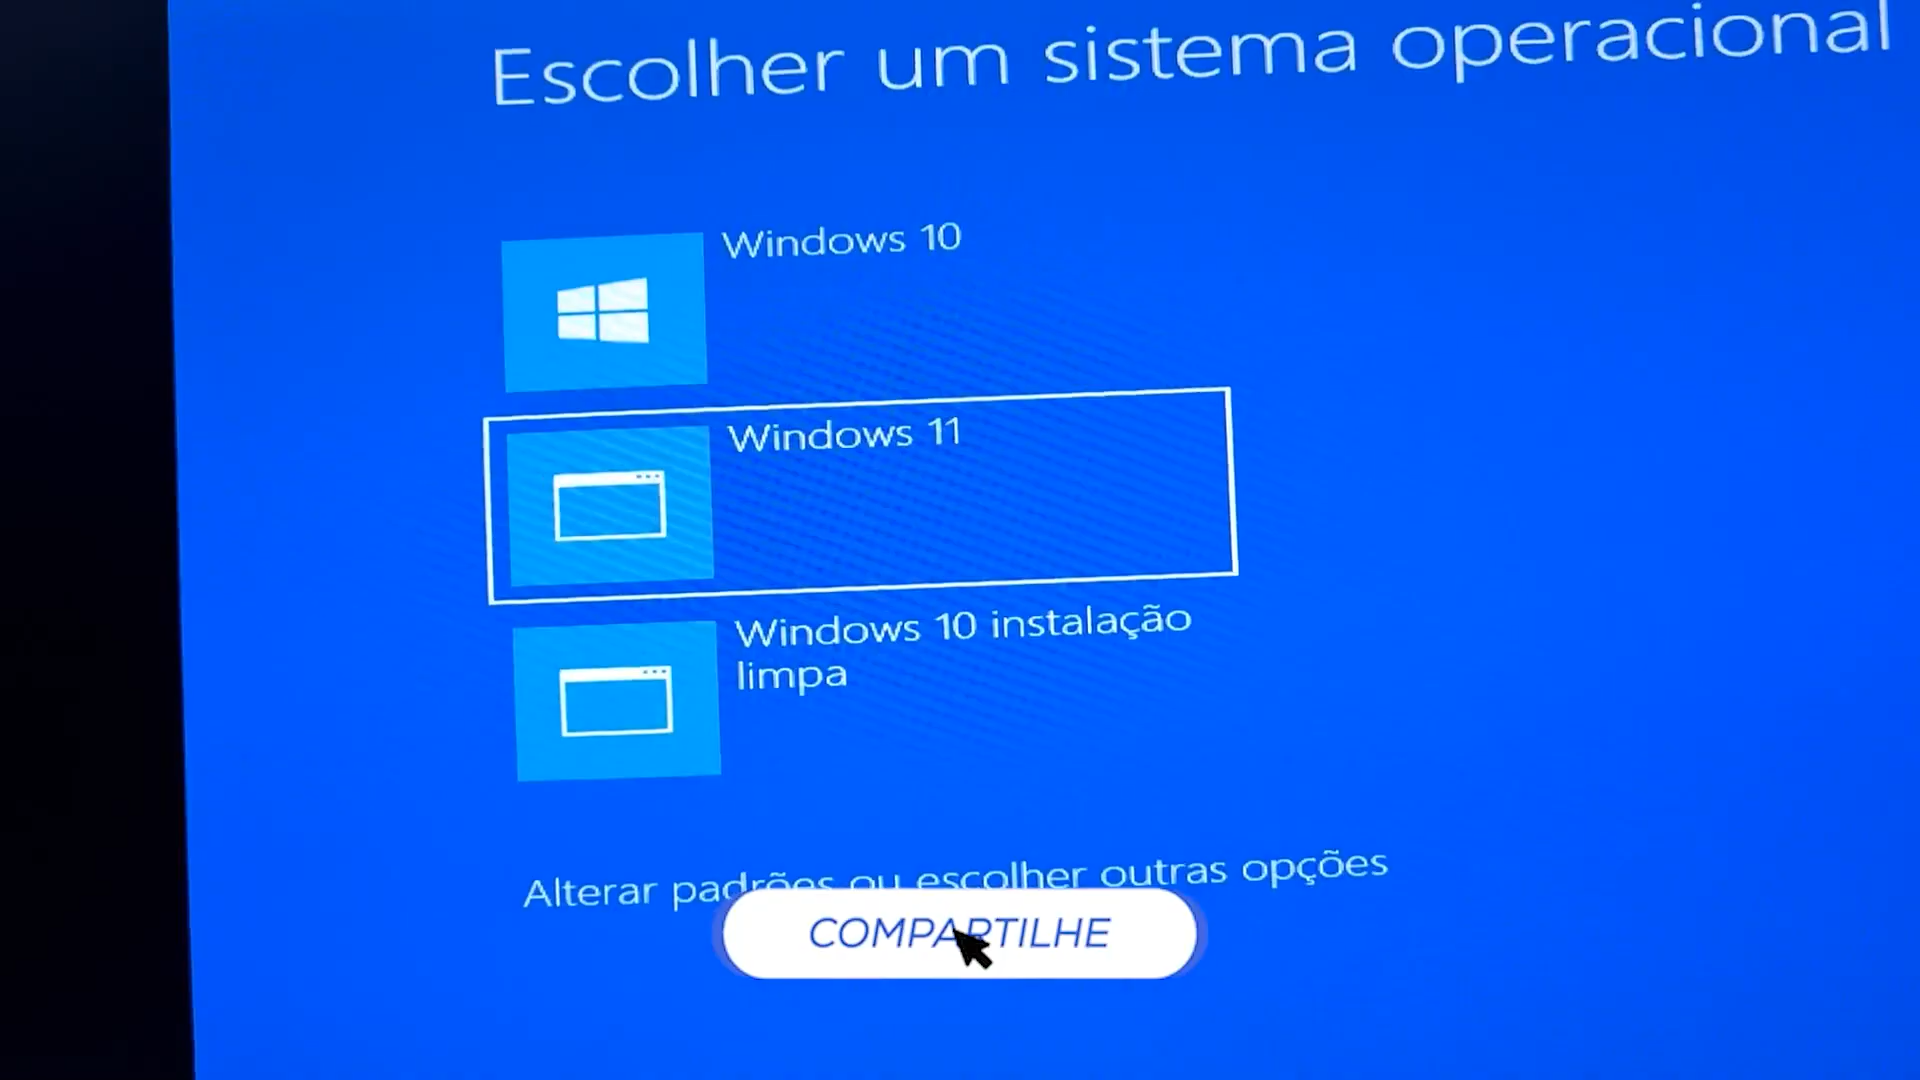 Escolher um sistema operacional
Windows 10
Windows 11
Windows 10 instalação
limpa
Alterar padrões ou escolher outras opções
COMPARTILHE